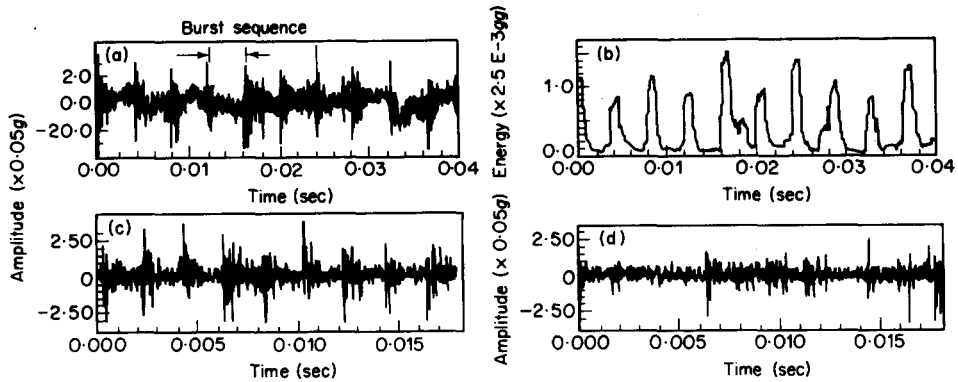 Burst sequence
(a)
Amplitude (×0·05g)
2·0
0·0
-20·0
0·00
0·01
0·02
0·03
0·04
Time (sec)
(b)
Energy (×2·5 E-3gg)
1·0
0·0
0·00
0·01
0·02
0·03
0·04
Time (sec)
(c)
2·50
0
-2·50
0·000
0·005
0·010
0·015
Time (sec)
(d)
Amplitude (× 0·05g)
2·50
0
-2·50
0·000
0·005
0·010
0·015
Time (sec)